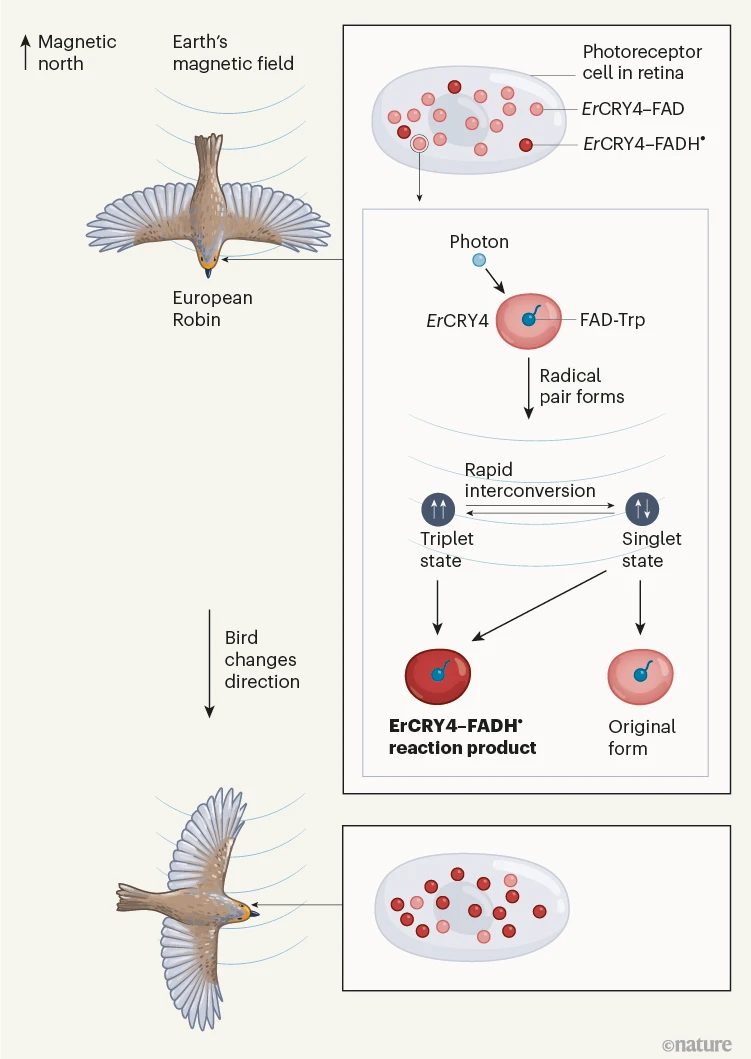 Magnetic
north
Earth's
magnetic field
Photoreceptor
cell in retina
ErCRY4–FAD
ErCRY4–FADH•
European
Robin
Photon
ErCRY4
FAD-Trp
Radical
pair forms
Rapid
interconversion
Triplet
state
Singlet
state
Bird
changes
direction
ErCRY4–FADH•
reaction product
Original
form
©nature